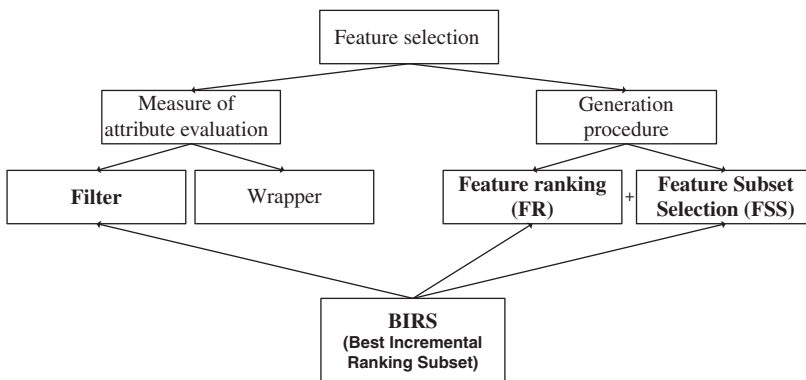 Feature selection
Measure of
attribute evaluation
Generation
procedure
Filter
Wrapper
Feature ranking
(FR)
+
Feature Subset
Selection (FSS)
BIRS
(Best Incremental
Ranking Subset)